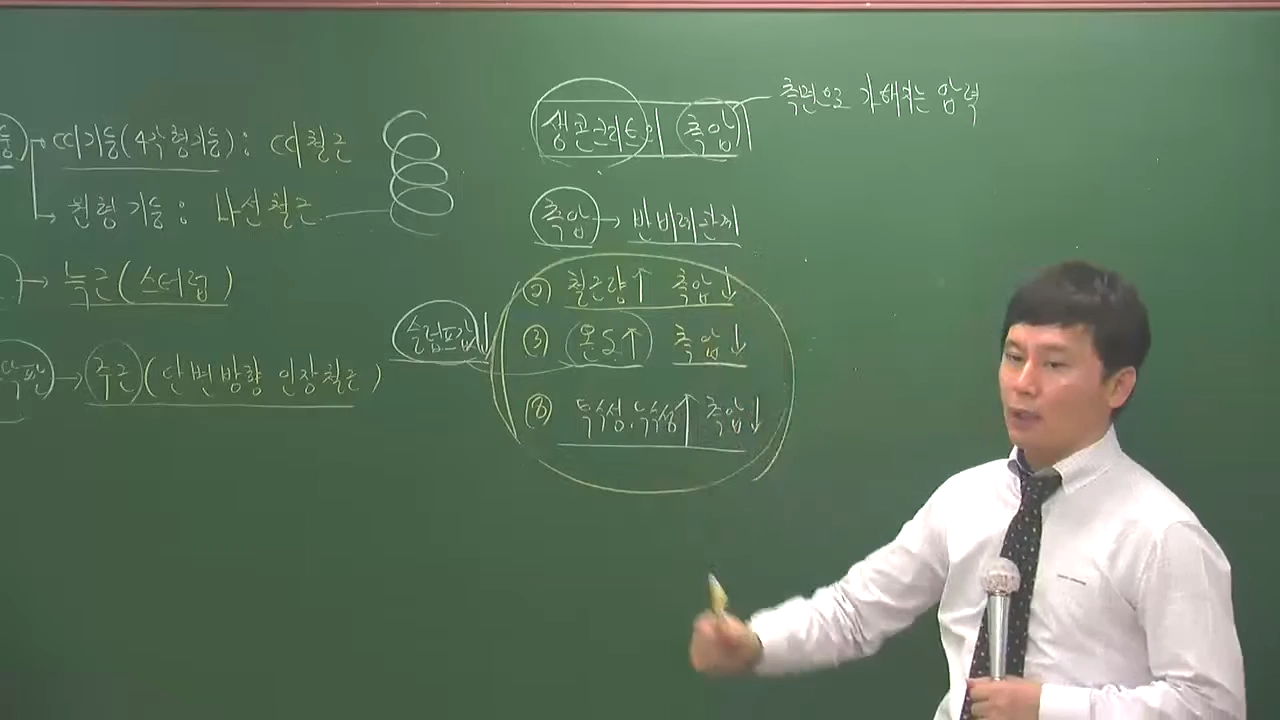 띠기둥(4각형기둥) : 띠철근
원형기둥 : 나선철근
→ 늑근(스터럽)
→ 주근(단변방향 인장철근)
생콘크리트의 측압
측면으로 가해지는 압력
측압 → 반비례관계
② 철근량↑ 측압↓
슬럼프값↓
③ 온도↑ 측압↓
⑧ 투수성.누수성↑ 측압↓